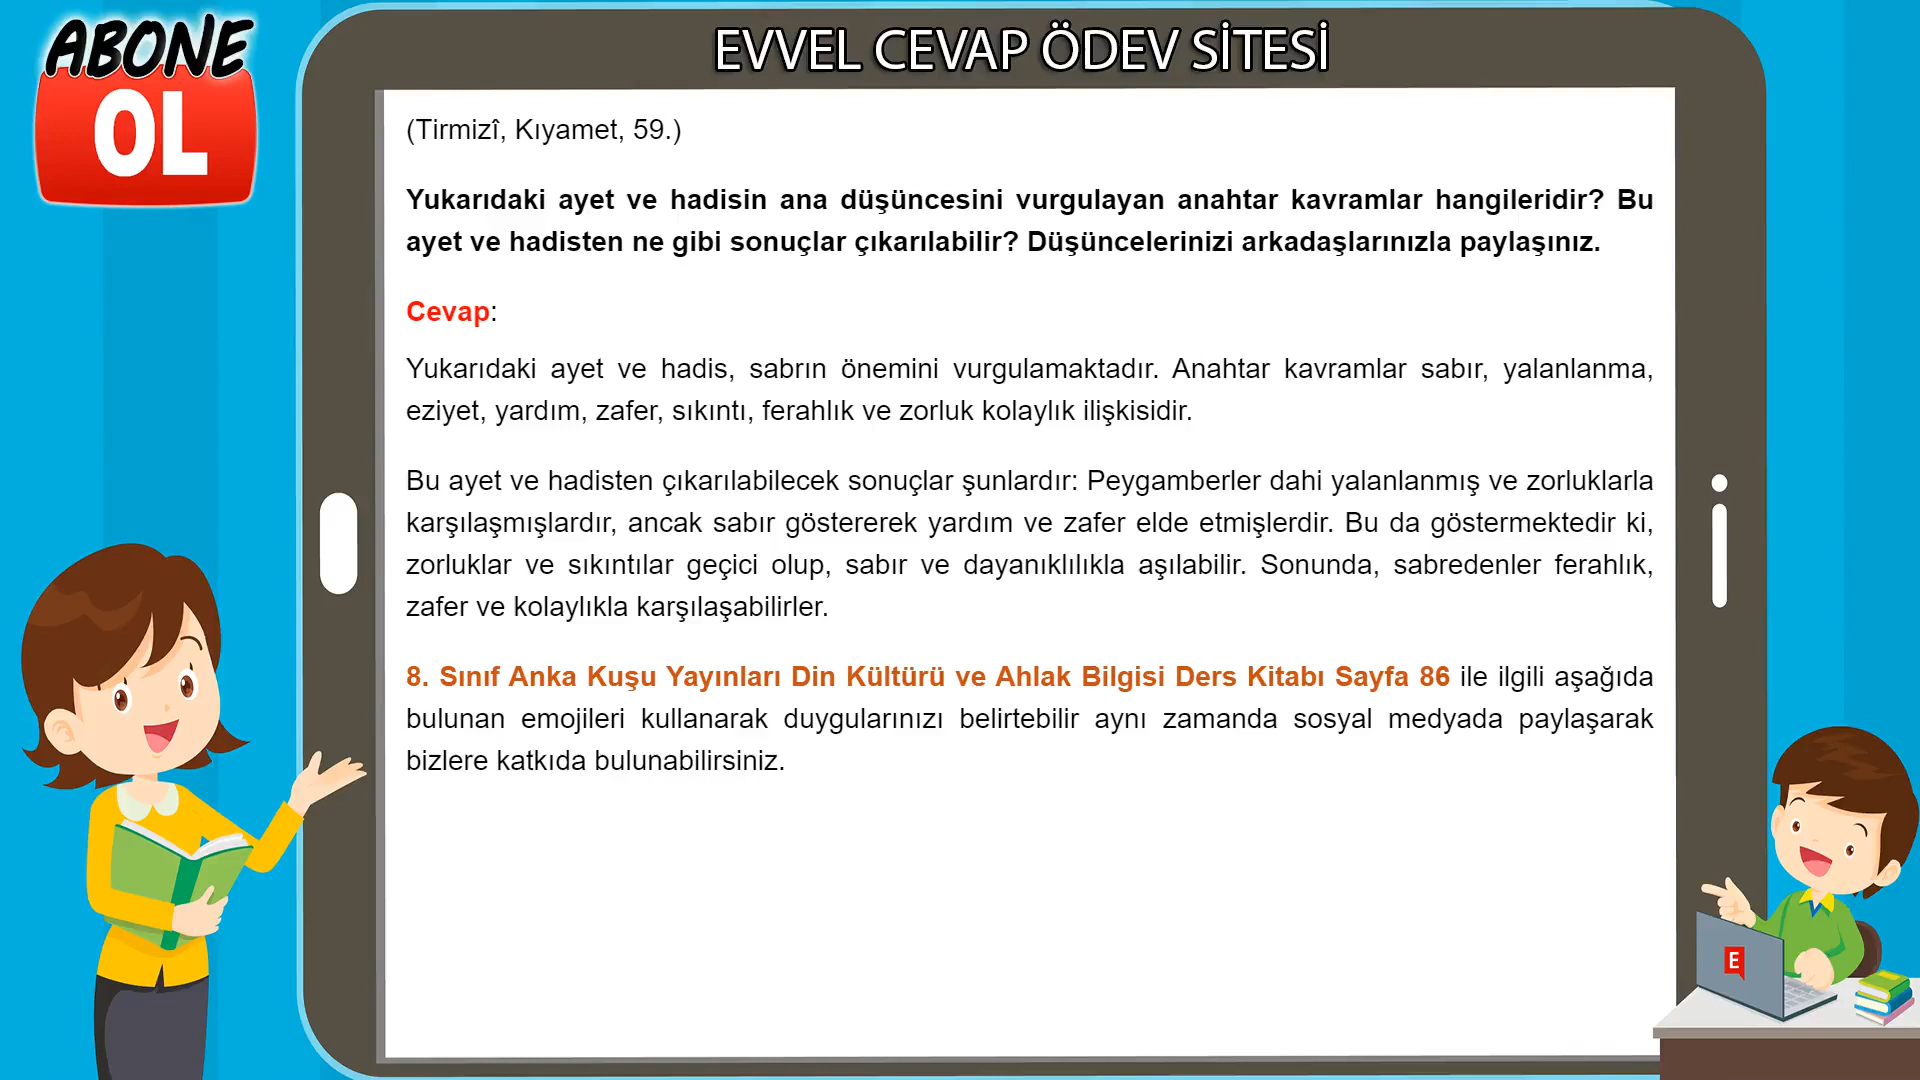 ABONE
OL
EVVEL CEVAP ÖDEV SİTESİ
(Tirmizî, Kıyamet, 59.)
Yukarıdaki ayet ve hadisin ana düşüncesini vurgulayan anahtar kavramlar hangileridir? Bu
ayet ve hadisten ne gibi sonuçlar çıkarılabilir? Düşüncelerinizi arkadaşlarınızla paylaşınız.
Cevap:
Yukarıdaki ayet ve hadis, sabrın önemini vurgulamaktadır. Anahtar kavramlar sabır, yalanlanma,
eziyet, yardım, zafer, sıkıntı, ferahlık ve zorluk kolaylık ilişkisidir.
Bu ayet ve hadisten çıkarılabilecek sonuçlar şunlardır: Peygamberler dahi yalanlanmış ve zorluklarla
karşılaşmışlardır, ancak sabır göstererek yardım ve zafer elde etmişlerdir. Bu da göstermektedir ki,
zorluklar ve sıkıntılar geçici olup, sabır ve dayanıklılıkla aşılabilir. Sonunda, sabredenler ferahlık,
zafer ve kolaylıkla karşılaşabilirler.
8. Sınıf Anka Kuşu Yayınları Din Kültürü ve Ahlak Bilgisi Ders Kitabı Sayfa 86 ile ilgili aşağıda
bulunan emojileri kullanarak duygularınızı belirtebilir aynı zamanda sosyal medyada paylaşarak
bizlere katkıda bulunabilirsiniz.
E